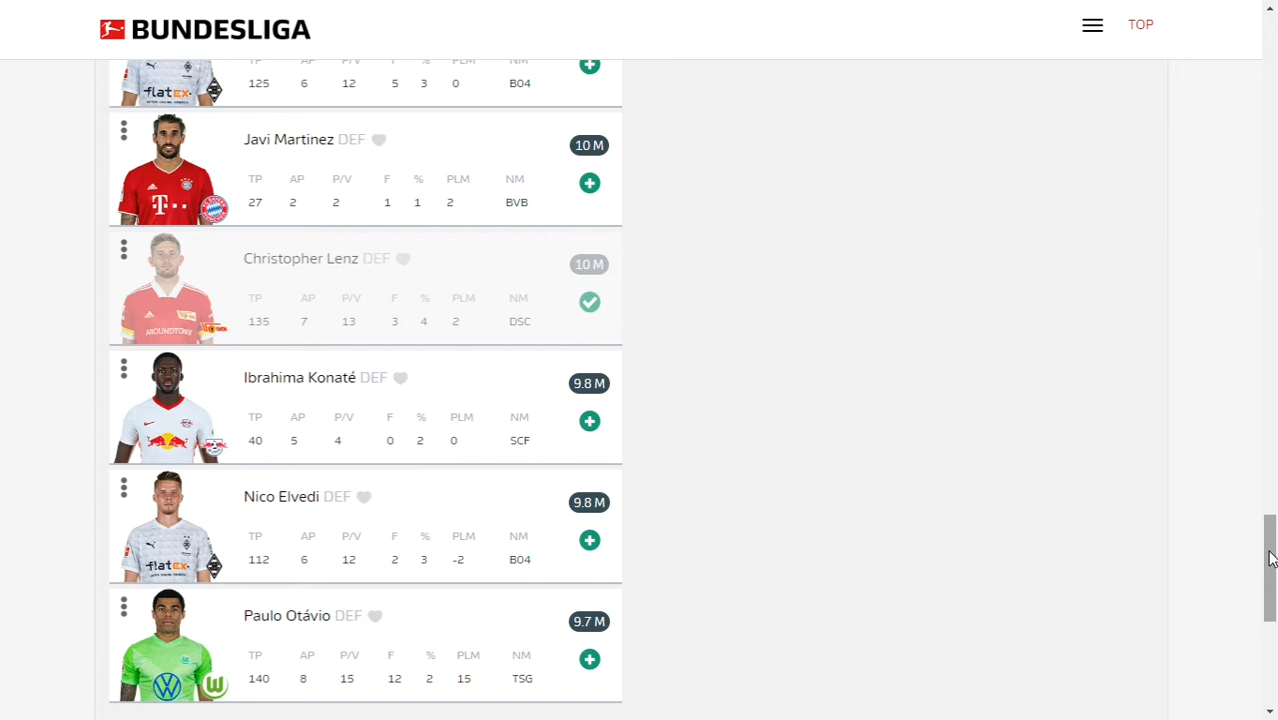 BUNDESLIGA
TOP
125 6 12 5 3 0 B04
flatex
Javi Martinez DEF
10 M
TP AP P/V F % PLM NM
27 2 2 1 1 2 BVB
Christopher Lenz DEF
10 M
TP AP P/V F % PLM NM
135 7 13 3 4 2 DSC
AROUNDTOWN
Ibrahima Konaté DEF
9.8 M
TP AP P/V F % PLM NM
40 5 4 0 2 0 SCF
Nico Elvedi DEF
9.8 M
TP AP P/V F % PLM NM
112 6 12 2 3 -2 B04
flatex
Paulo Otávio DEF
9.7 M
TP AP P/V F % PLM NM
140 8 15 12 2 15 TSG